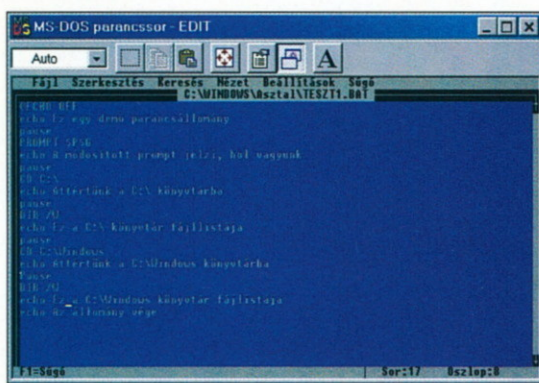 MS-DOS parancssor - EDIT
Auto
A
Fájl Szerkesztés Keresés Nézet Beállítások Súgó
C:\WINDOWS\Asztal\TESZT1.BAT
@ECHO OFF
echo Ez egy demo parancsállomány
pause
PROMPT $P$G
echo A módosított prompt jelzi, hol vagyunk
pause
CD C:\
echo Áttértünk a C:\ könyvtárba
pause
DIR /W
echo Ez a C:\ könyvtár fájllistája
pause
CD C:\Windows
echo Áttértünk a C:\Windows könyvtárba
Pause
DIR /W
echo Ez a C:\Windows könyvtár fájllistája
echo Az állomány vége
F1=Súgó Sor:17 Oszlop:8